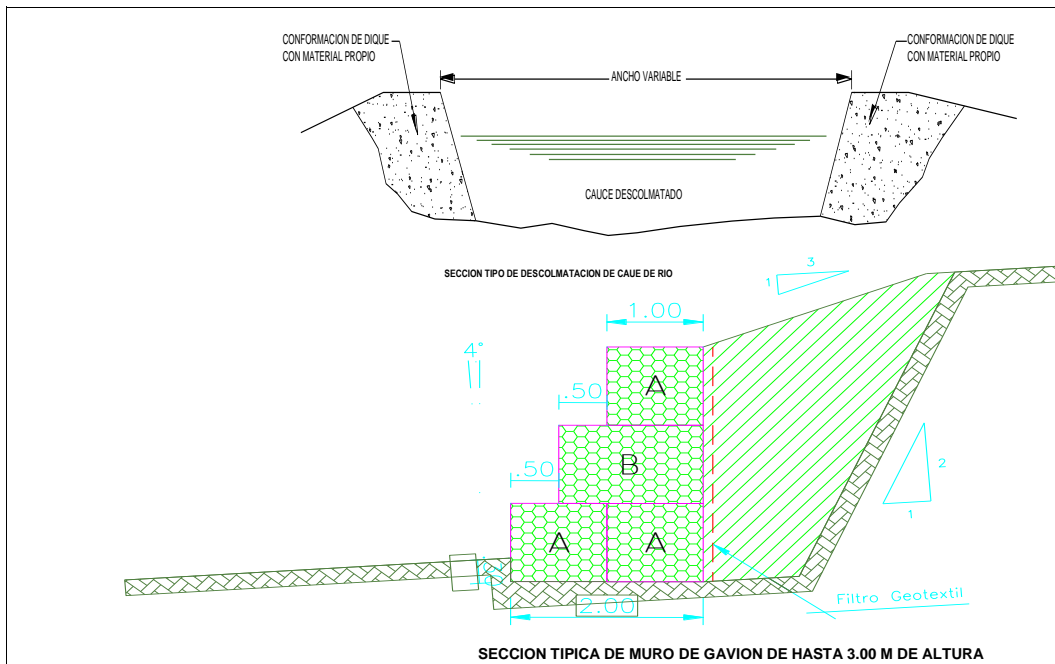 CONFORMACION DE DIQUE
CON MATERIAL PROPIO
CONFORMACION DE DIQUE
CON MATERIAL PROPIO
ANCHO VARIABLE
CAUCE DESCOLMATADO
SECCION TIPO DE DESCOLMATACION DE CAUE DE RIO
3
1
1.00
4°
A
.50
B
.50
2
1
A
A
2.00
Filtro Geotextil
SECCION TIPICA DE MURO DE GAVION DE HASTA 3.00 M DE ALTURA